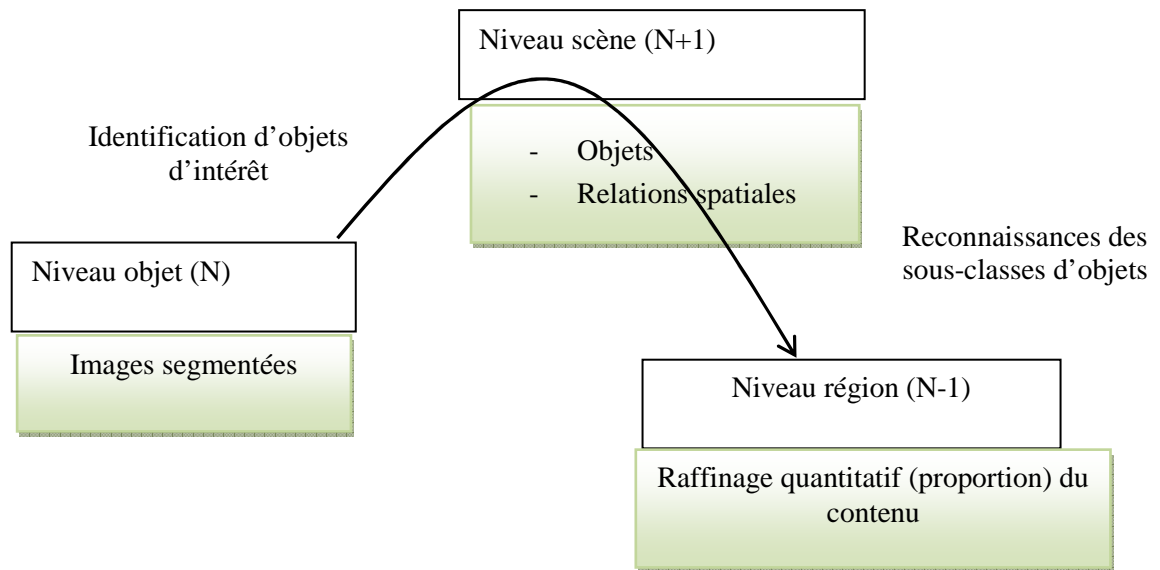 Niveau scène (N+1)
- Objets
- Relations spatiales
Identification d'objets
d'intérêt
Niveau objet (N)
Images segmentées
Reconnaissances des
sous-classes d'objets
Niveau région (N-1)
Raffinage quantitatif (proportion) du
contenu